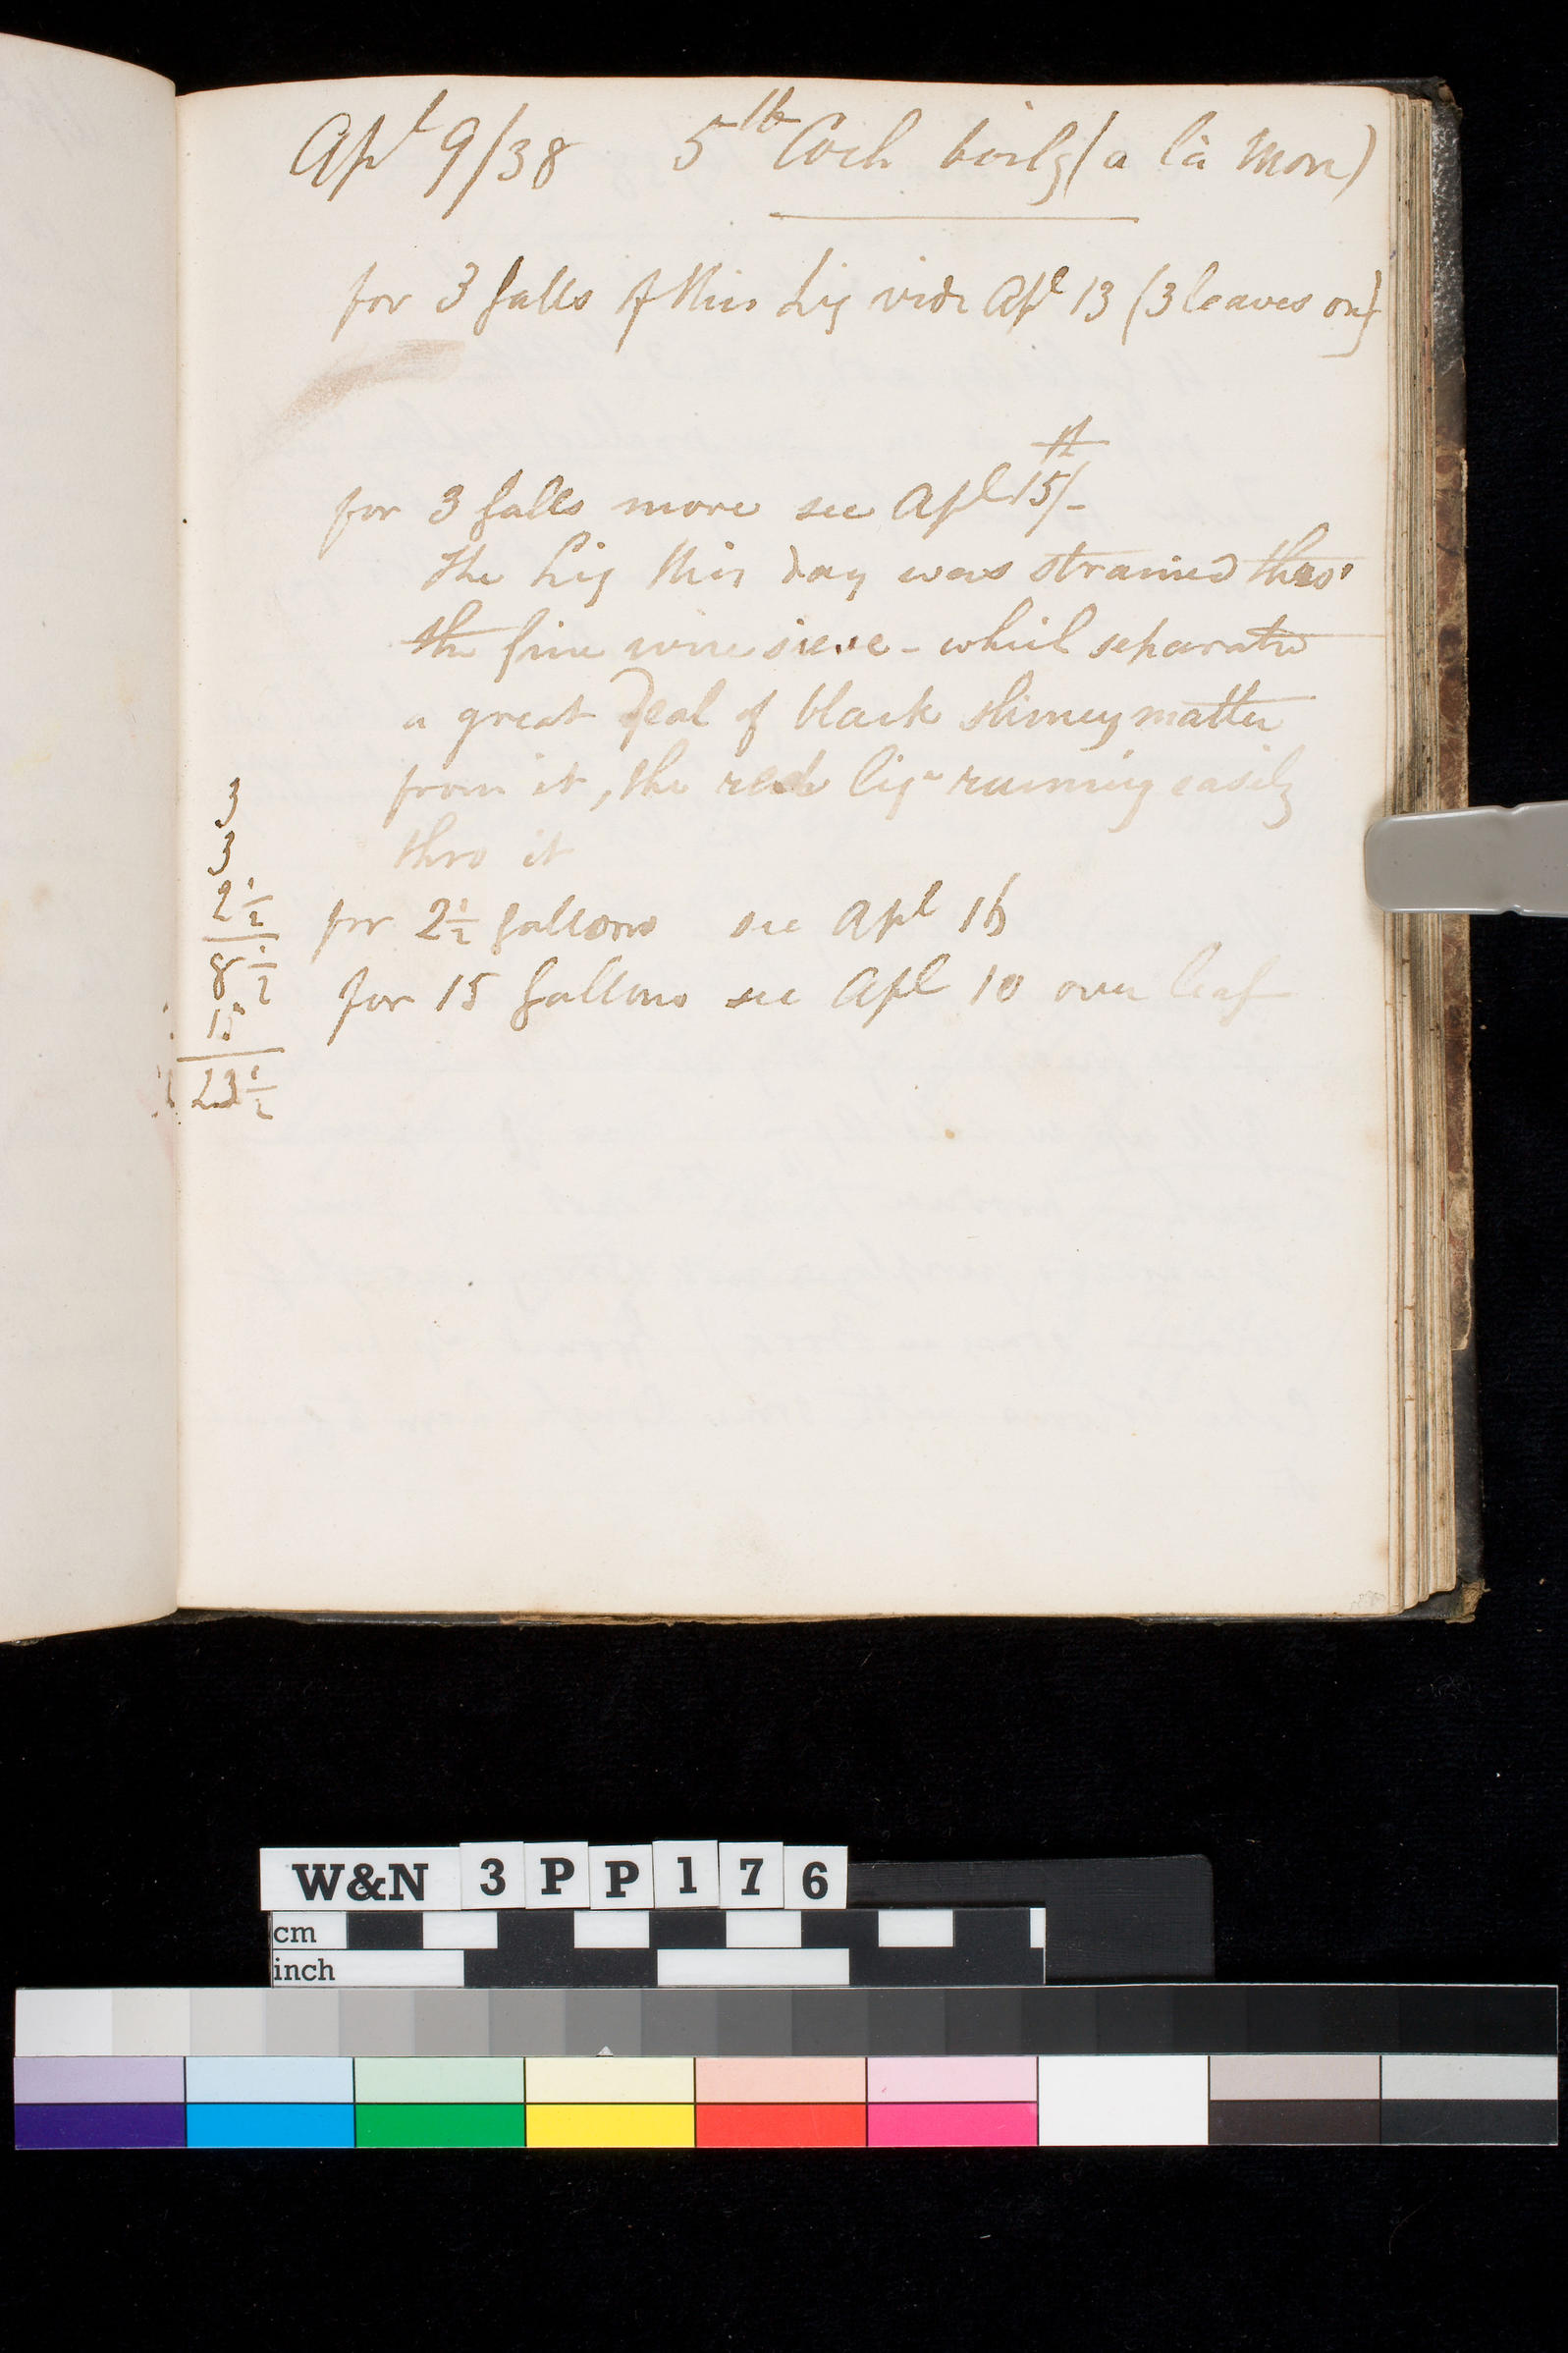 Apl 9/38 5lb Coch boilg (a la Mon)
for 3 galls of this Liq vide Apl 13 (3 leaves on)
for 3 galls more see Apl 15th/-
The Liq this day was strained thro'
the fine wire sieve - which separated
a great Deal of black slimey matter
from it, the red liqr running easily
thro it
for 2 1/2 gallons see Apl 16
for 15 gallons see Apl 10 over leaf
3
3
2 1/2
8 1/2
15
23 1/2
W&N 3PP176
cm
inch